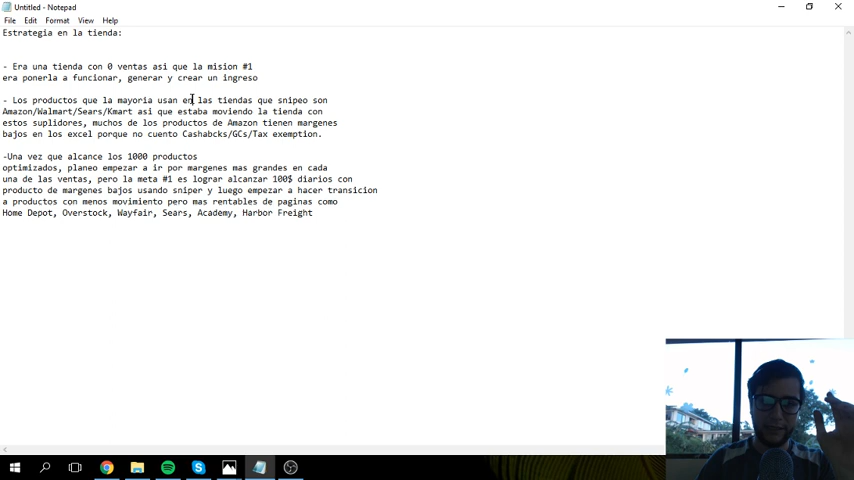 Untitled - Notepad
File Edit Format View Help
Estrategia en la tienda:
- Era una tienda con 0 ventas asi que la mision #1
era ponerla a funcionar, generar y crear un ingreso
- Los productos que la mayoria usan en las tiendas que snipeo son
Amazon/Walmart/Sears/Kmart asi que estaba moviendo la tienda con
estos suplidores, muchos de los productos de Amazon tienen margenes
bajos en los excel porque no cuento Cashabcks/GCs/Tax exemption.
-Una vez que alcance los 1000 productos
optimizados, planeo empezar a ir por margenes mas grandes en cada
una de las ventas, pero la meta #1 es lograr alcanzar 100$ diarios con
producto de margenes bajos usando sniper y luego empezar a hacer transicion
a productos con menos movimiento pero mas rentables de paginas como
Home Depot, Overstock, Wayfair, Sears, Academy, Harbor Freight